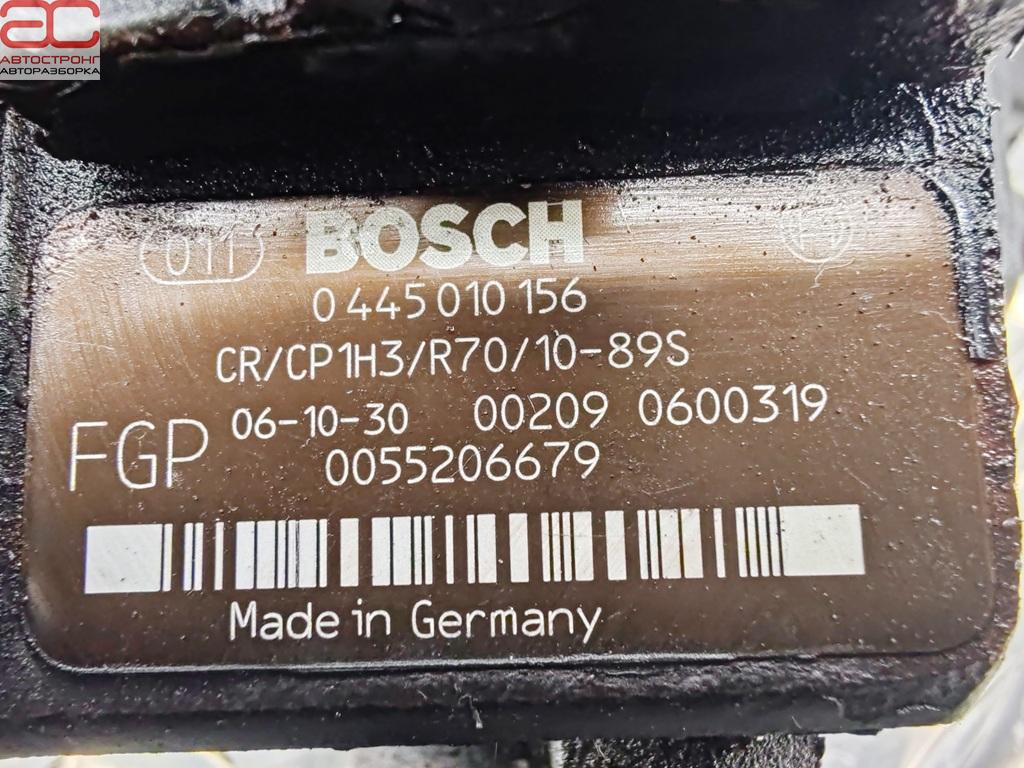 AC
АВТОСТРОНГ
АВТОРАЗБОРКА
011 BOSCH
0 445 010 156
CR/CP1H3/R70/10-89S
FGP 06-10-30 00209 0600319
0055206679
Made in Germany